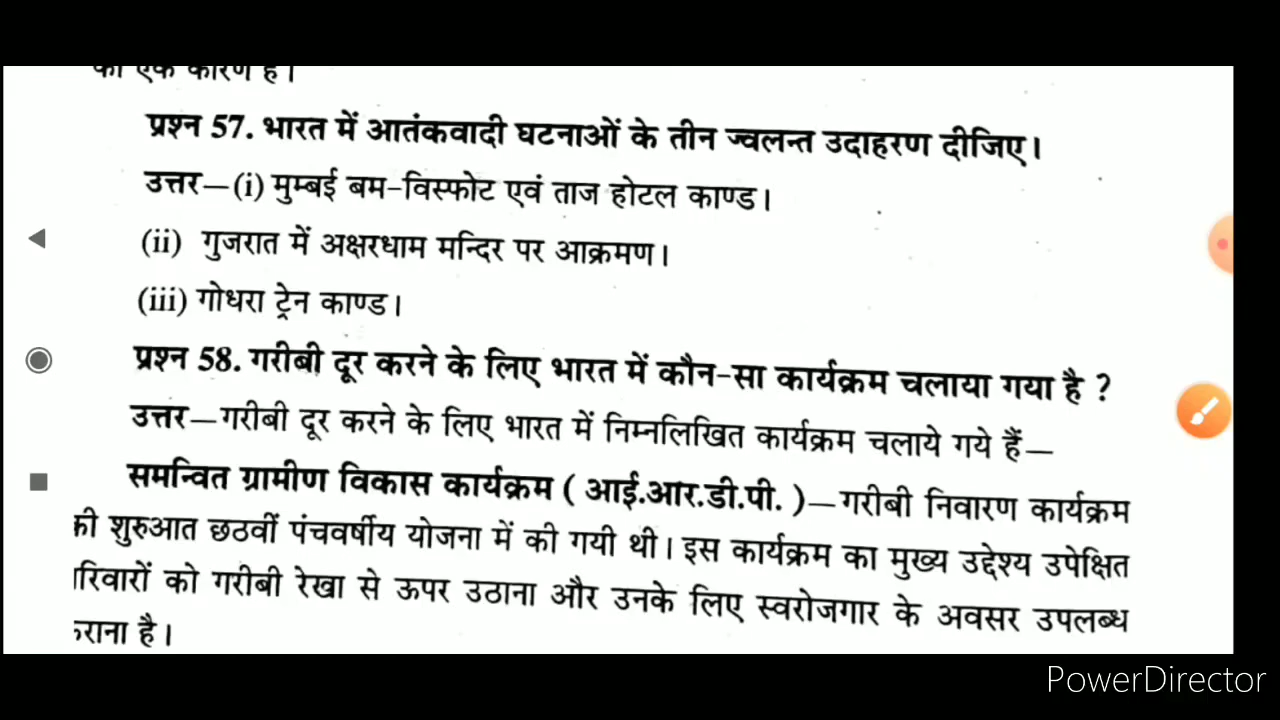 का एक कारण है।
प्रश्न 57. भारत में आतंकवादी घटनाओं के तीन ज्वलन्त उदाहरण दीजिए।
उत्तर—(i) मुम्बई बम-विस्फोट एवं ताज होटल काण्ड।
(ii) गुजरात में अक्षरधाम मन्दिर पर आक्रमण।
(iii) गोधरा ट्रेन काण्ड।
प्रश्न 58. गरीबी दूर करने के लिए भारत में कौन-सा कार्यक्रम चलाया गया है ?
उत्तर—गरीबी दूर करने के लिए भारत में निम्नलिखित कार्यक्रम चलाये गये हैं—
समन्वित ग्रामीण विकास कार्यक्रम ( आई.आर.डी.पी. )—गरीबी निवारण कार्यक्रम
की शुरुआत छठवीं पंचवर्षीय योजना में की गयी थी। इस कार्यक्रम का मुख्य उद्देश्य उपेक्षित
रिवारों को गरीबी रेखा से ऊपर उठाना और उनके लिए स्वरोजगार के अवसर उपलब्ध
राना है।
PowerDirector